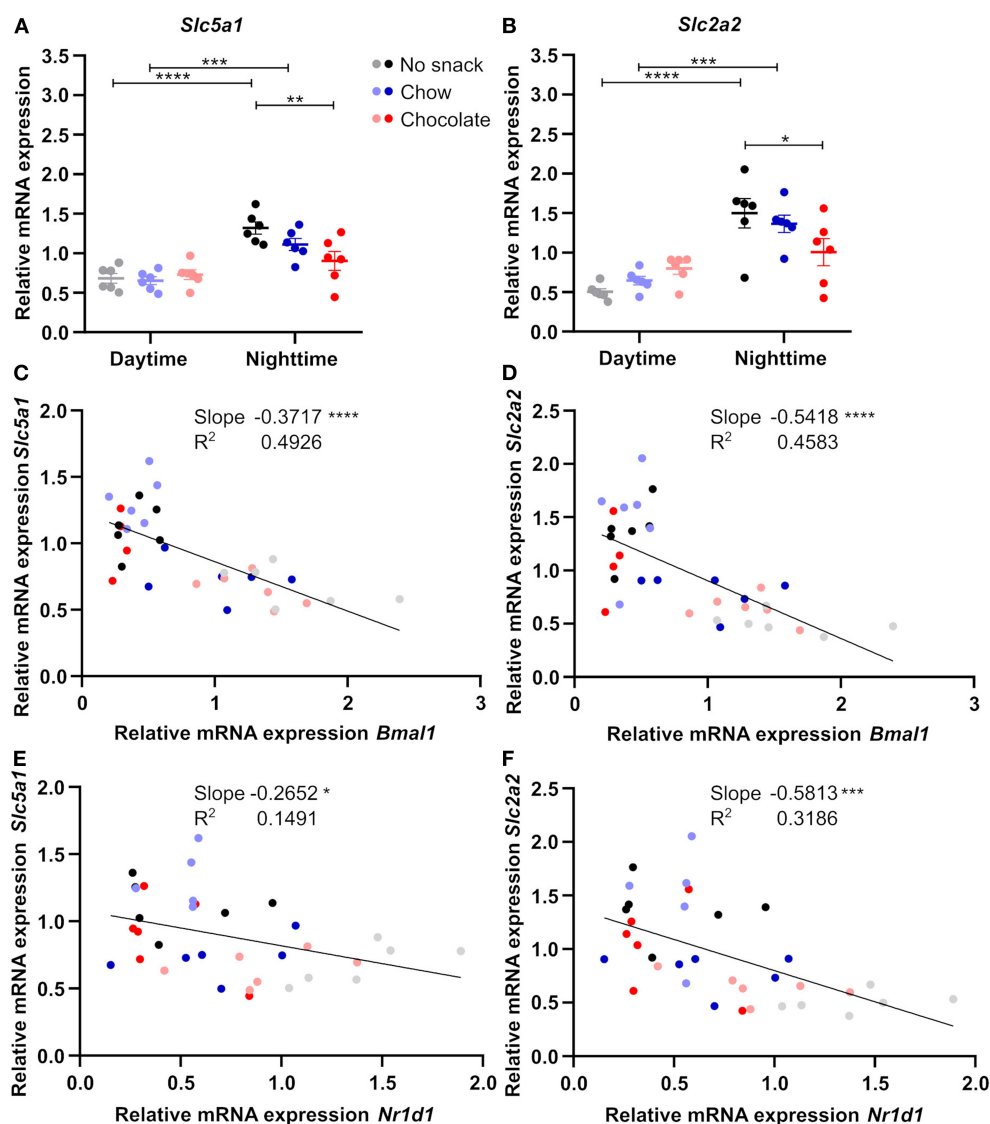 A
Slc5a1
Relative mRNA expression
3.5
3.0
2.5
2.0
1.5
1.0
0.5
0.0
***
****
**
Daytime
Nighttime
No snack
Chow
Chocolate
B
Slc2a2
Relative mRNA expression
3.5
3.0
2.5
2.0
1.5
1.0
0.5
0.0
***
****
*
Daytime
Nighttime
C
Relative mRNA expression Slc5a1
2.0
1.5
1.0
0.5
0.0
Slope -0.3717 ****
R² 0.4926
0
1
2
3
Relative mRNA expression Bmal1
D
Relative mRNA expression Slc2a2
2.5
2.0
1.5
1.0
0.5
0.0
Slope -0.5418 ****
R² 0.4583
0
1
2
3
Relative mRNA expression Bmal1
E
Relative mRNA expression Slc5a1
2.0
1.5
1.0
0.5
0.0
Slope -0.2652 *
R² 0.1491
0.0
0.5
1.0
1.5
2.0
Relative mRNA expression Nr1d1
F
Relative mRNA expression Slc2a2
2.5
2.0
1.5
1.0
0.5
0.0
Slope -0.5813 ***
R² 0.3186
0.0
0.5
1.0
1.5
2.0
Relative mRNA expression Nr1d1